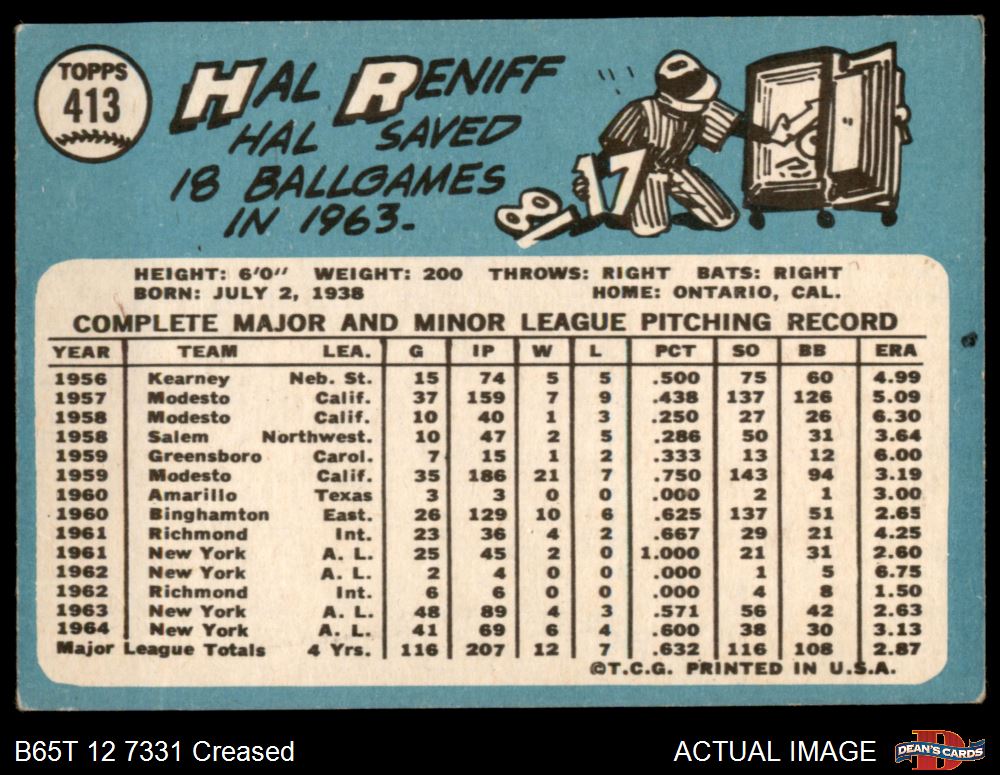 TOPPS
413
HAL RENIFF
HAL SAVED
18 BALLGAMES
IN 1963.
18
17
HEIGHT: 6'0" WEIGHT: 200 THROWS: RIGHT BATS: RIGHT
BORN: JULY 2, 1938 HOME: ONTARIO, CAL.
COMPLETE MAJOR AND MINOR LEAGUE PITCHING RECORD
YEAR TEAM LEA. G IP W L PCT SO BB ERA
1956 Kearney Neb. St. 15 74 5 5 .500 75 60 4.99
1957 Modesto Calif. 37 159 7 9 .438 137 126 5.09
1958 Modesto Calif. 10 40 1 3 .250 27 26 6.30
1958 Salem Northwest. 10 47 2 5 .286 50 31 3.64
1959 Greensboro Carol. 7 15 1 2 .333 13 12 6.00
1959 Modesto Calif. 35 186 21 7 .750 143 94 3.19
1960 Amarillo Texas 3 3 0 0 .000 2 1 3.00
1960 Binghamton East. 26 129 10 6 .625 137 51 2.65
1961 Richmond Int. 23 36 4 2 .667 29 21 4.25
1961 New York A. L. 25 45 2 0 1.000 21 31 2.60
1962 New York A. L. 2 4 0 0 .000 1 5 6.75
1962 Richmond Int. 6 6 0 0 .000 4 8 1.50
1963 New York A. L. 48 89 4 3 .571 56 42 2.63
1964 New York A. L. 41 69 6 4 .600 38 30 3.13
Major League Totals 4 Yrs. 116 207 12 7 .632 116 108 2.87
©T.C.G. PRINTED IN U.S.A.
B65T 12 7331 Creased
ACTUAL IMAGE
D
DEAN'S CARDS